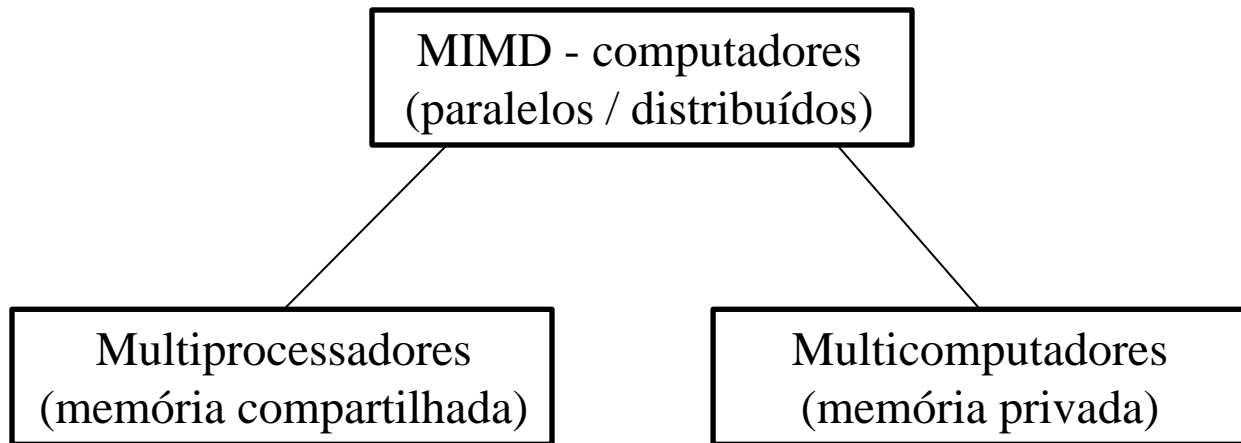 MIMD - computadores
(paralelos / distribuídos)
Multiprocessadores
(memória compartilhada)
Multicomputadores
(memória privada)